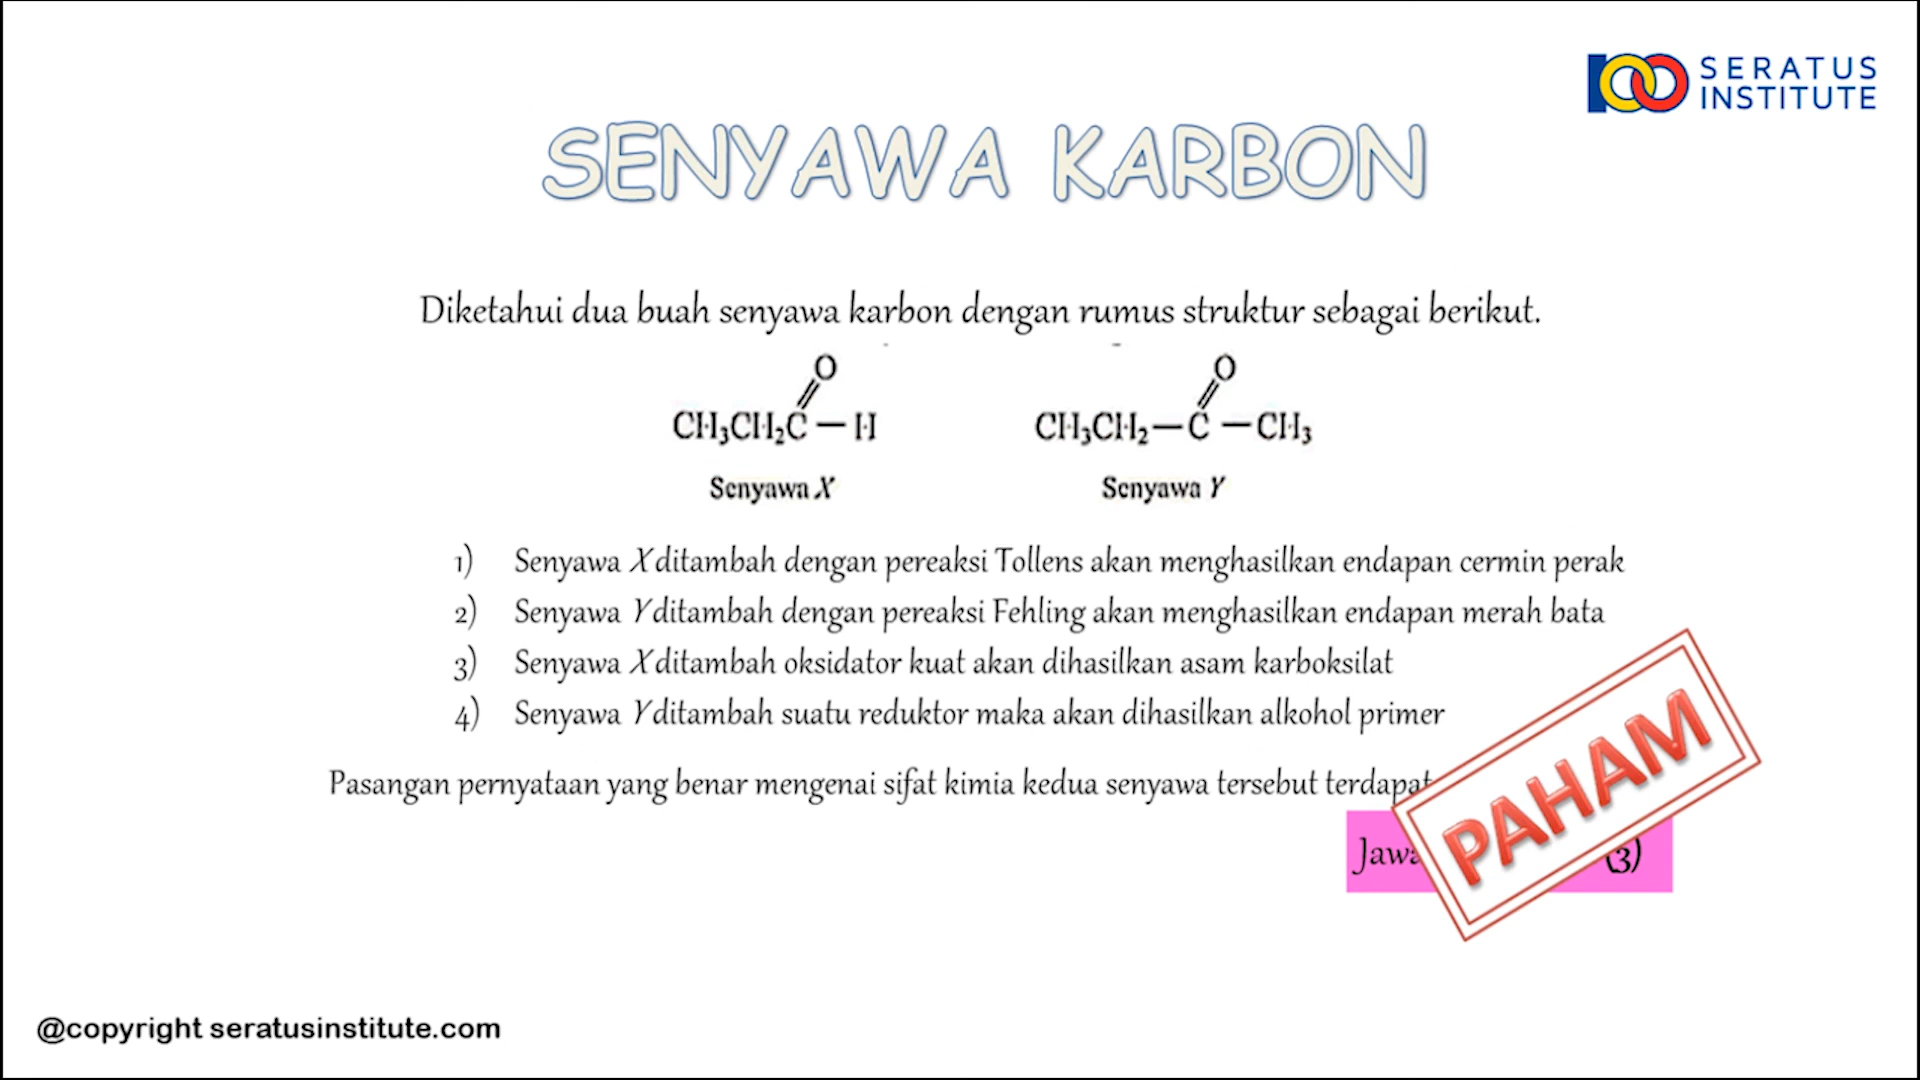 SERATUS
INSTITUTE
SENYAWA KARBON
Diketahui dua buah senyawa karbon dengan rumus struktur sebagai berikut.
O O
CH₃CH₂C — H CH₃CH₂ — C — CH₃
Senyawa X Senyawa Y
1) Senyawa X ditambah dengan pereaksi Tollens akan menghasilkan endapan cermin perak
2) Senyawa Y ditambah dengan pereaksi Fehling akan menghasilkan endapan merah bata
3) Senyawa X ditambah oksidator kuat akan dihasilkan asam karboksilat
4) Senyawa Y ditambah suatu reduktor maka akan dihasilkan alkohol primer
Pasangan pernyataan yang benar mengenai sifat kimia kedua senyawa tersebut terdapat
(3)
PAHAM
@copyright seratusinstitute.com